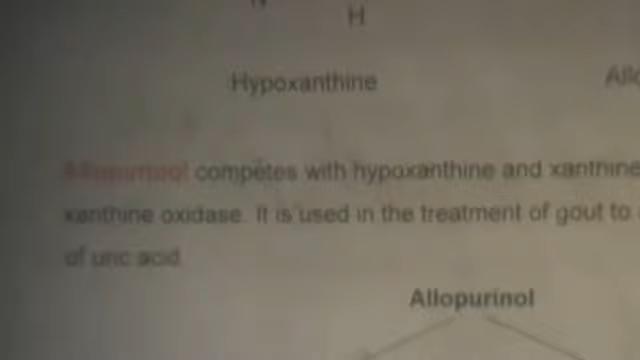 H
Hypoxanthine
Allopurinol competes with hypoxanthine and xanthine
xanthine oxidase. It is used in the treatment of gout to
of uric acid
Allopurinol